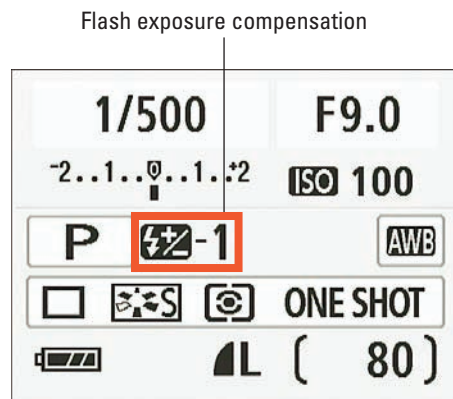 Flash exposure compensation
1/500 F9.0
-2..1..0..1..+2 ISO 100
P ± -1 AWB
S ONE SHOT
L ( 80 )